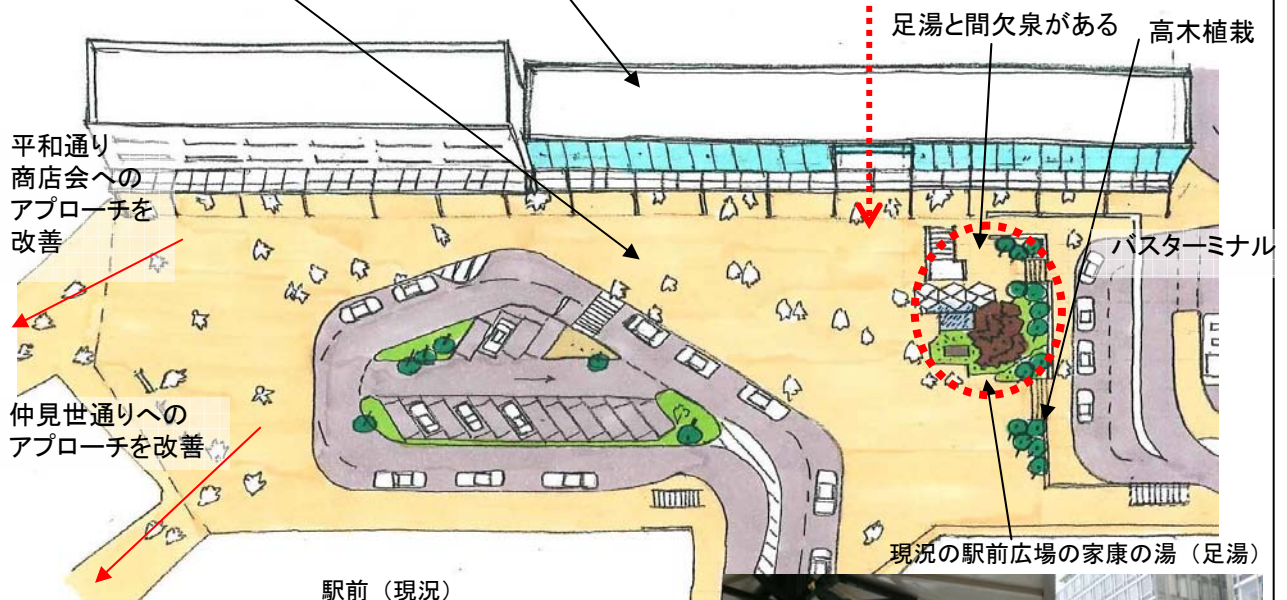 足湯と間欠泉がある
高木植栽
平和通り
商店会への
アプローチを
改善
バスターミナル
仲見世通りへの
アプローチを改善
現況の駅前広場の家康の湯（足湯）
駅前（現況）